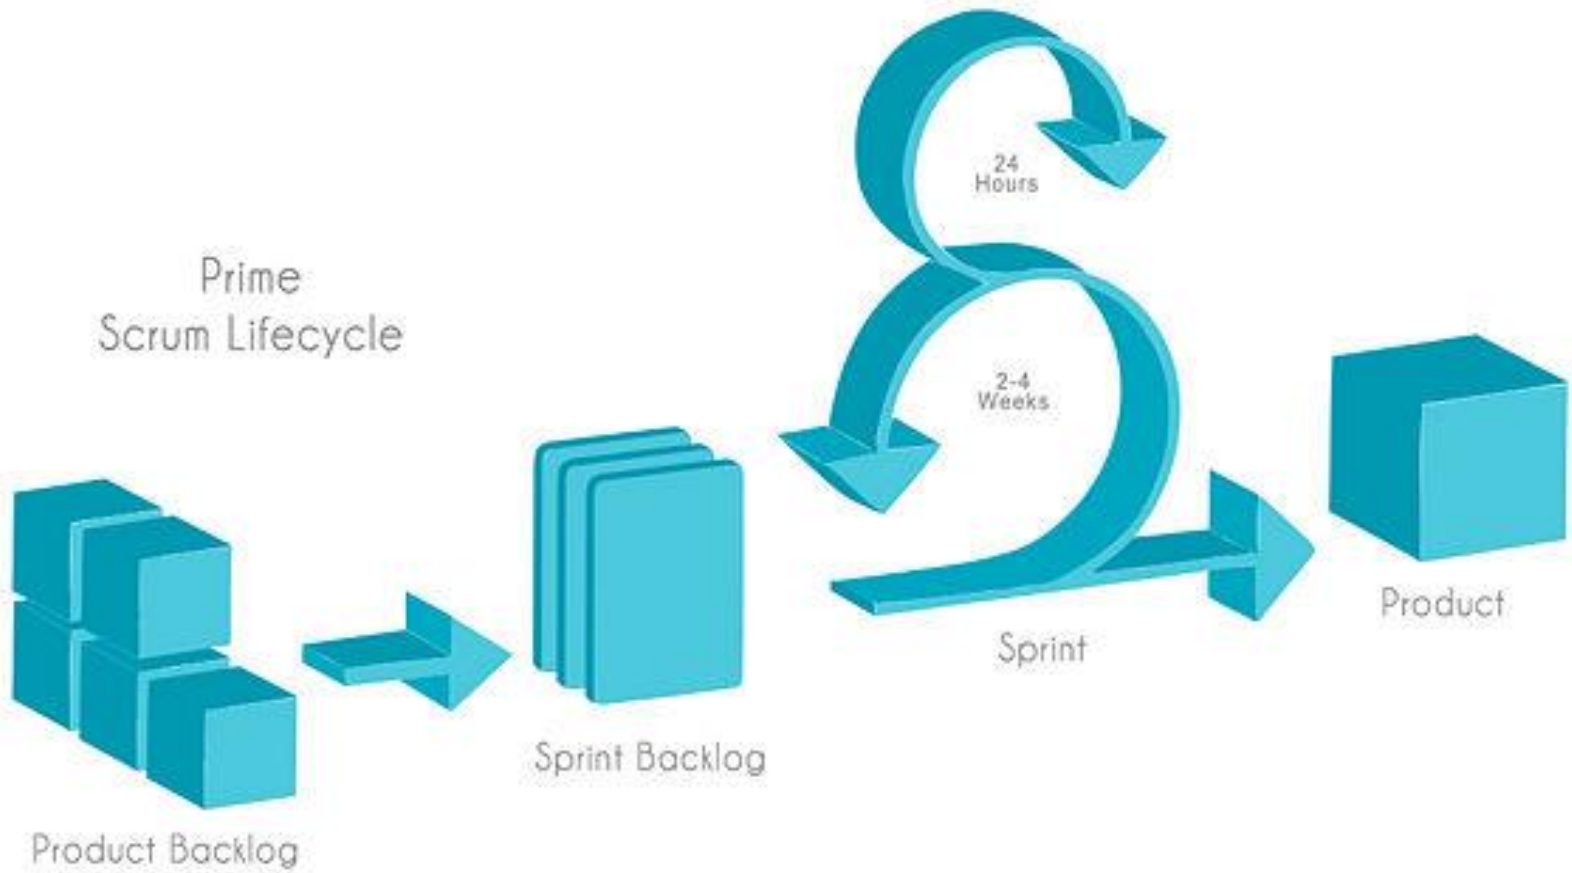 Prime
Scrum Lifecycle
24
Hours
2-4
Weeks
Product
Sprint
Sprint Backlog
Product Backlog